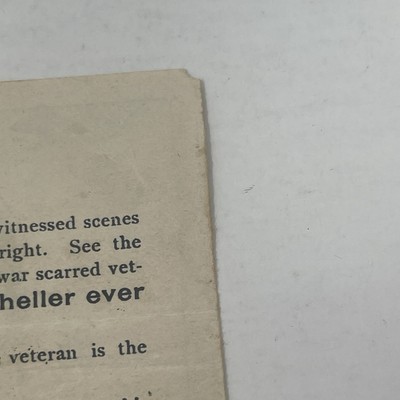 witnessed scenes
right. See the
war scarred vet-
heller ever
veteran is the